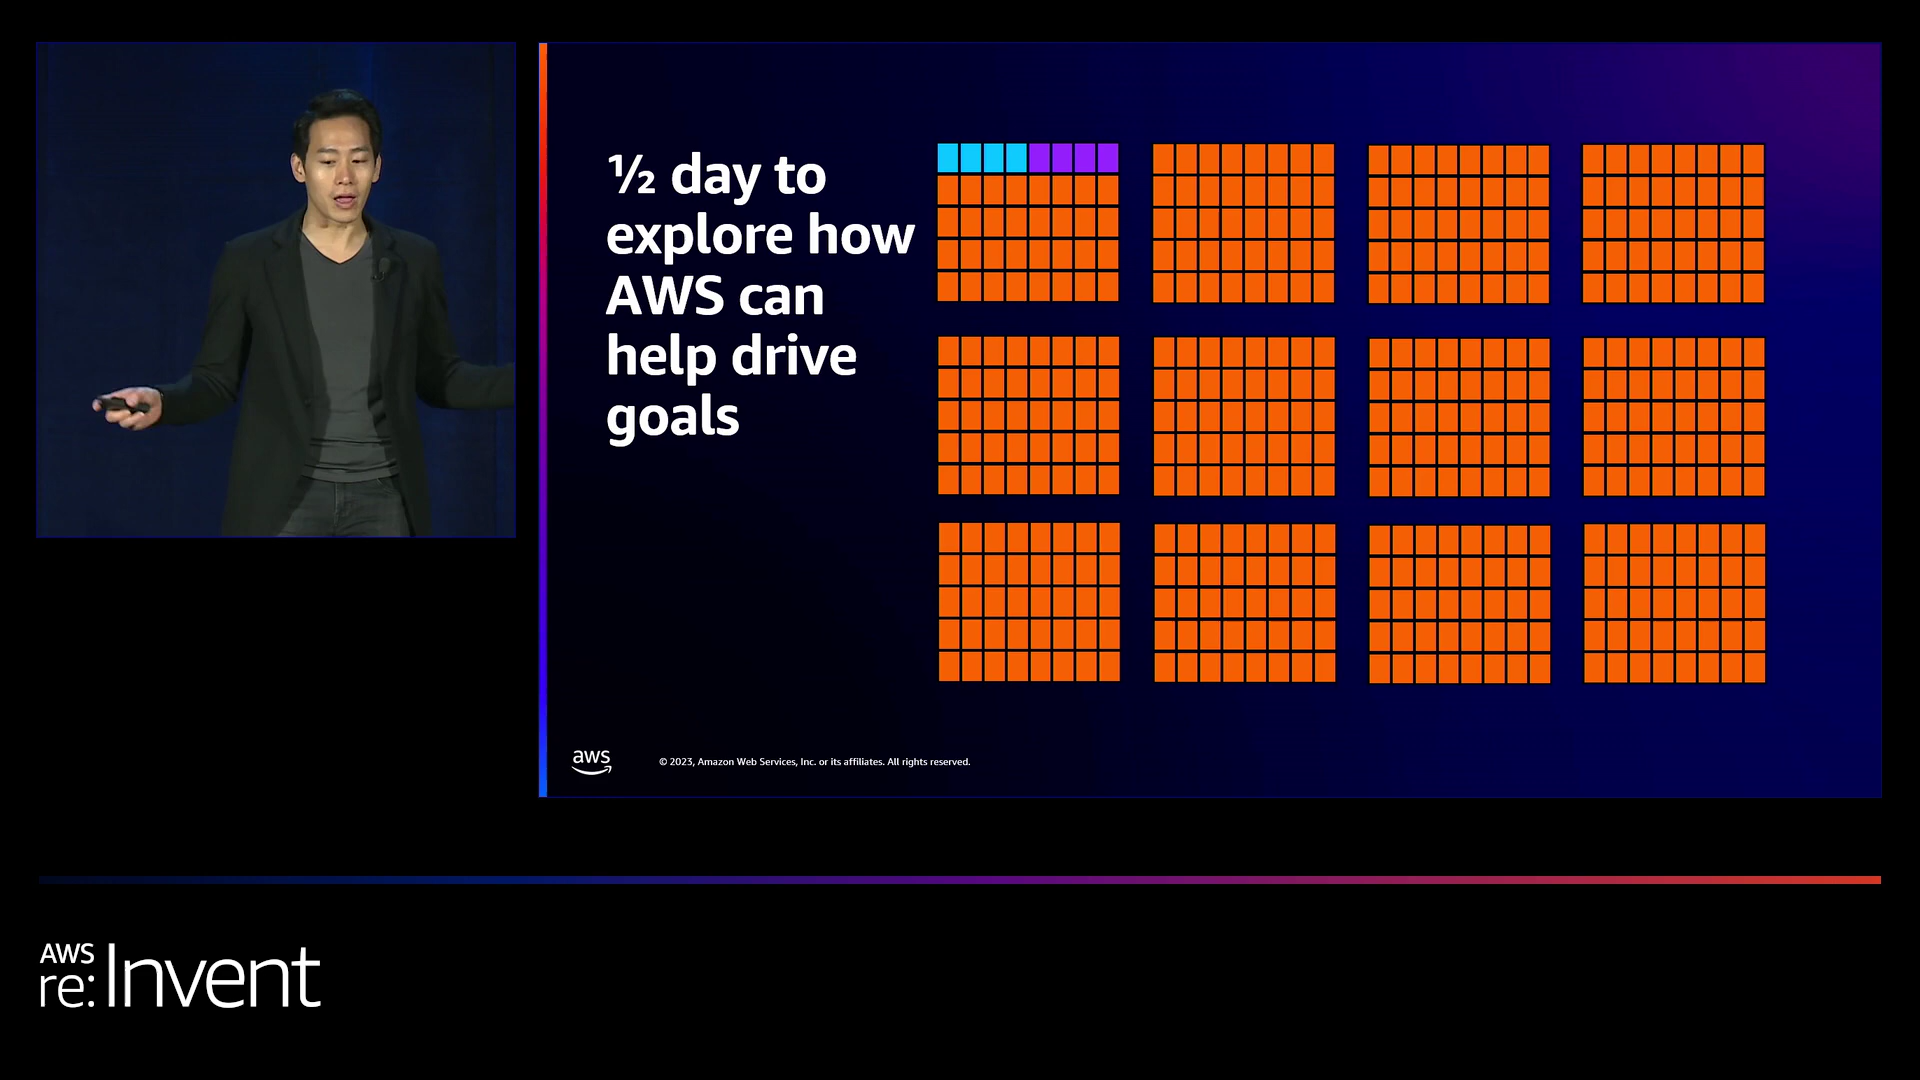 ½ day to
explore how
AWS can
help drive
goals
aws
© 2023, Amazon Web Services, Inc. or its affiliates. All rights reserved.
AWS
re:Invent